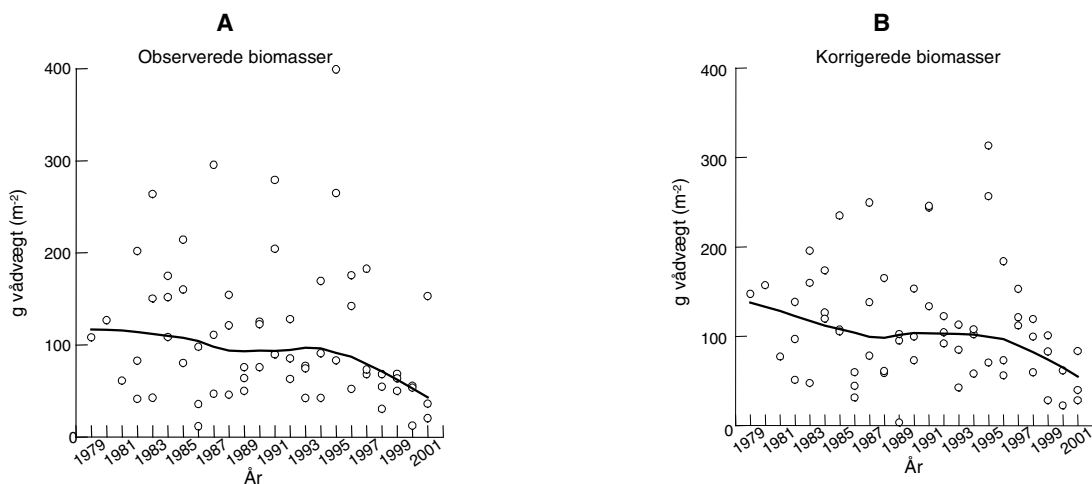 A
Observerede biomasser
400
300
200
100
0
g vådvægt (m-2)
1979 1981 1983 1985 1987 1989 1991 1993 1995 1997 1999 2001
År
B
Korrigerede biomasser
400
300
200
100
0
g vådvægt (m-2)
1979 1981 1983 1985 1987 1989 1991 1993 1995 1997 1999 2001
År